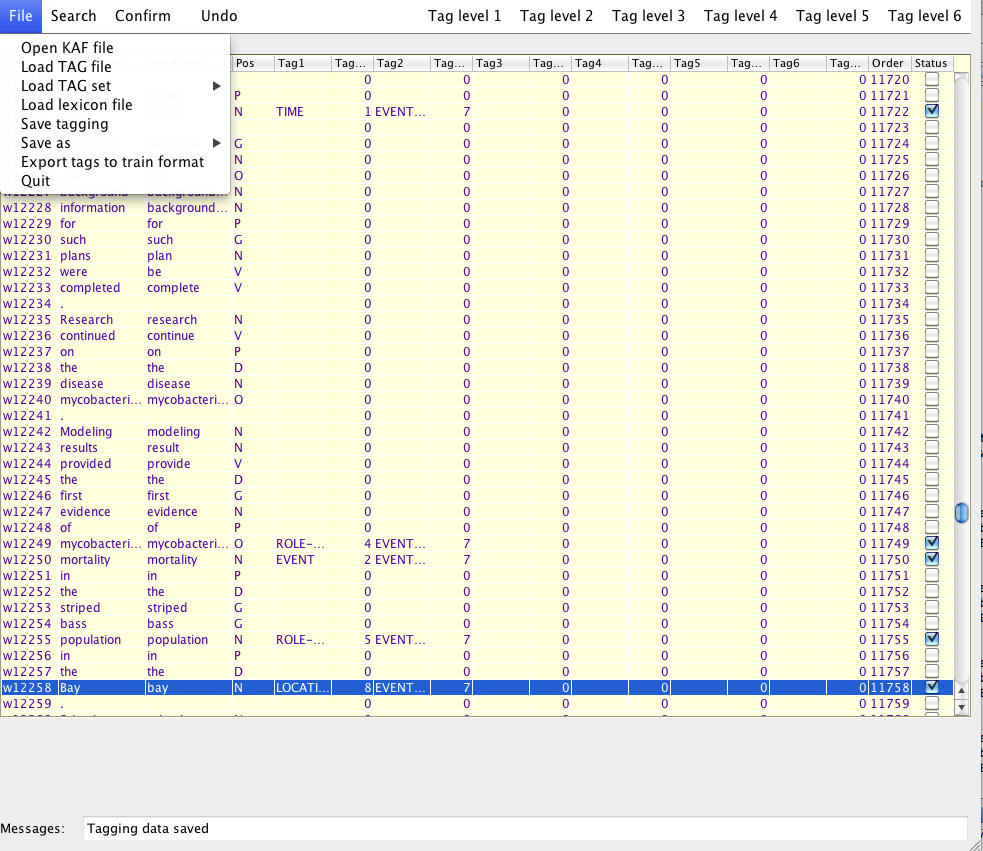 File Search Confirm Undo Tag level 1 Tag level 2 Tag level 3 Tag level 4 Tag level 5 Tag level 6
Open KAF file
Load TAG file
Load TAG set
Load lexicon file
Save tagging
Save as
Export tags to train format
Quit
Pos Tag1 Tag... Tag2 Tag... Tag3 Tag... Tag4 Tag... Tag5 Tag... Tag6 Tag... Order Status
0 0 0 0 0 0 11720
P 0 0 0 0 0 0 11721
N TIME 1 EVENT... 7 0 0 0 0 11722
0 0 0 0 0 0 11723
G 0 0 0 0 0 0 11724
N 0 0 0 0 0 0 11725
O 0 0 0 0 0 0 11726
w12227 background background... N 0 0 0 0 0 0 11727
w12228 information background... N 0 0 0 0 0 0 11728
w12229 for for P 0 0 0 0 0 0 11729
w12230 such such G 0 0 0 0 0 0 11730
w12231 plans plan N 0 0 0 0 0 0 11731
w12232 were be V 0 0 0 0 0 0 11732
w12233 completed complete V 0 0 0 0 0 0 11733
w12234 . 0 0 0 0 0 0 11734
w12235 Research research N 0 0 0 0 0 0 11735
w12236 continued continue V 0 0 0 0 0 0 11736
w12237 on on P 0 0 0 0 0 0 11737
w12238 the the D 0 0 0 0 0 0 11738
w12239 disease disease N 0 0 0 0 0 0 11739
w12240 mycobacteri... mycobacteri... O 0 0 0 0 0 0 11740
w12241 . 0 0 0 0 0 0 11741
w12242 Modeling modeling N 0 0 0 0 0 0 11742
w12243 results result N 0 0 0 0 0 0 11743
w12244 provided provide V 0 0 0 0 0 0 11744
w12245 the the D 0 0 0 0 0 0 11745
w12246 first first G 0 0 0 0 0 0 11746
w12247 evidence evidence N 0 0 0 0 0 0 11747
w12248 of of P 0 0 0 0 0 0 11748
w12249 mycobacteri... mycobacteri... O ROLE-... 4 EVENT... 7 0 0 0 0 11749
w12250 mortality mortality N EVENT 2 EVENT... 7 0 0 0 0 11750
w12251 in in P 0 0 0 0 0 0 11751
w12252 the the D 0 0 0 0 0 0 11752
w12253 striped striped G 0 0 0 0 0 0 11753
w12254 bass bass G 0 0 0 0 0 0 11754
w12255 population population N ROLE-... 5 EVENT... 7 0 0 0 0 11755
w12256 in in P 0 0 0 0 0 0 11756
w12257 the the D 0 0 0 0 0 0 11757
w12258 Bay bay N LOCATI... 8 EVENT... 7 0 0 0 0 11758
w12259 . 0 0 0 0 0 0 11759
Messages: Tagging data saved